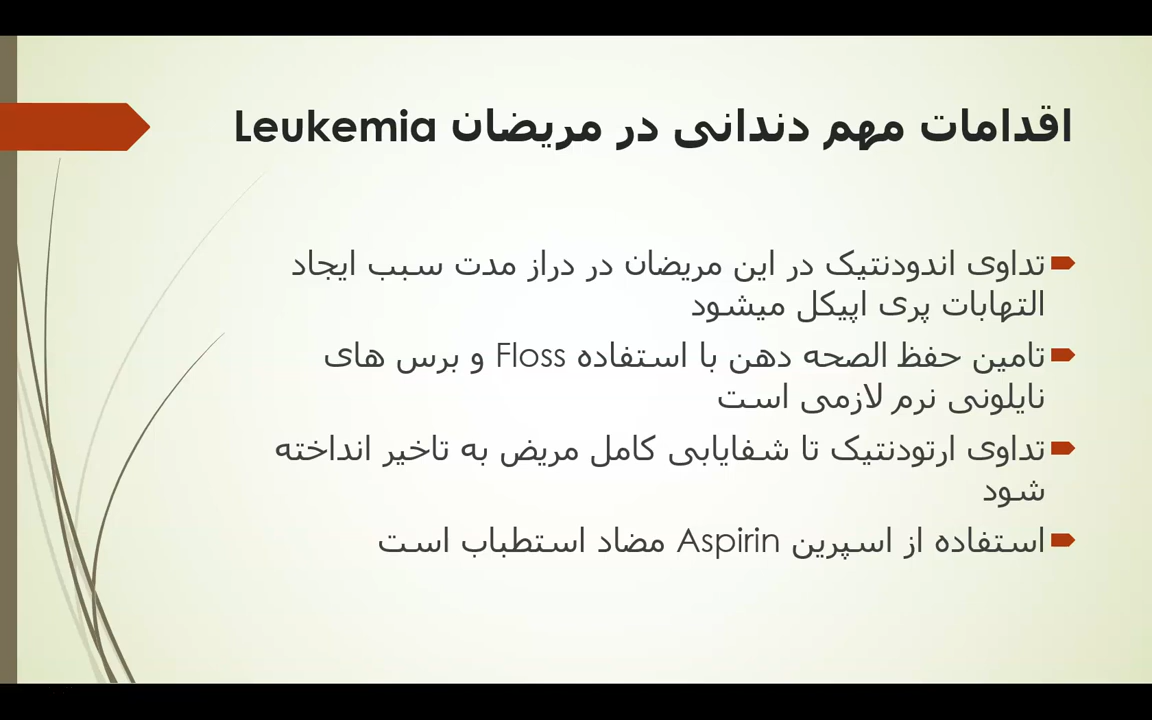 اقدامات مهم دندانی در مریضان Leukemia
تداوی اندودنتیک در این مریضان در دراز مدت سبب ایجاد
التهابات پری اپیکل میشود
تامین حفظ الصحه دهن با استفاده Floss و برس های
نایلونی نرم لازمی است
تداوی ارتودنتیک تا شفایابی کامل مریض به تاخیر انداخته
شود
استفاده از اسپرین Aspirin مضاد استطباب است